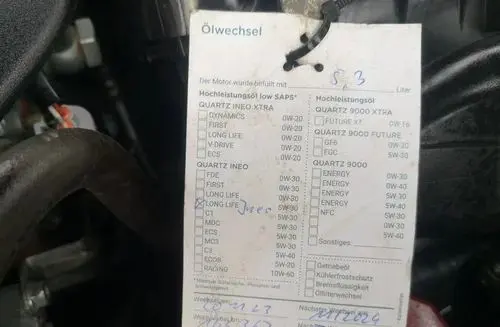 Ölwechsel
Der Motor wurde befüllt mit 5,3 Liter
Hochleistungsöl low SAPS*
QUARTZ INEO XTRA
DYNAMICS 0W-20
FIRST 0W-20
LONG LIFE 0W-20
V-DRIVE 0W-20
ECS 0W-20
QUARTZ INEO
FDE 0W-30
FIRST 0W-30
LONG LIFE 0W-30
LONG LIFE 5W-30
C1 5W-30
MDC 5W-30
ECS 5W-30
MC3 5W-30
C3 5W-40
ECOB 5W-20
RACING 10W-60
Hochleistungsöl
QUARTZ 9000 XTRA
FUTURE XT 0W-16
QUARTZ 9000 FUTURE
GF6 0W-20
EGC 5W-30
QUARTZ 9000
ENERGY 0W-30
ENERGY 0W-40
ENERGY 5W-30
ENERGY 5W-40
NFC 5W-30
5W-40
Sonstiges
Getriebeöl
Kühlerfrostschutz
Bremsflüssigkeit
Ölfilterwechsel